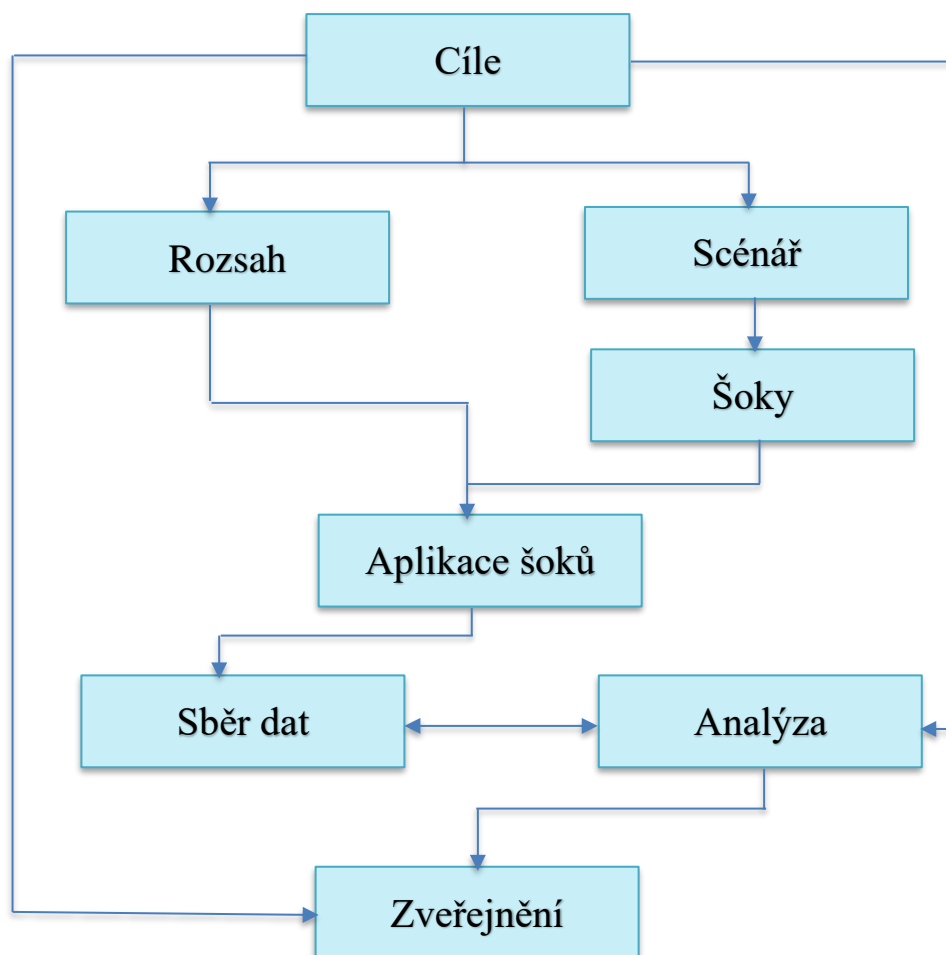 Cíle
Rozsah
Scénář
Šoky
Aplikace šoků
Sběr dat
Analýza
Zveřejnění